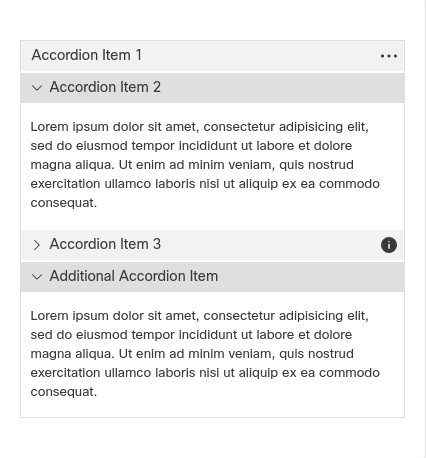 Accordion Item 1
Accordion Item 2
Lorem ipsum dolor sit amet, consectetur adipisicing elit,
sed do eiusmod tempor incididunt ut labore et dolore
magna aliqua. Ut enim ad minim veniam, quis nostrud
exercitation ullamco laboris nisi ut aliquip ex ea commodo
consequat.
Accordion Item 3
Additional Accordion Item
Lorem ipsum dolor sit amet, consectetur adipisicing elit,
sed do eiusmod tempor incididunt ut labore et dolore
magna aliqua. Ut enim ad minim veniam, quis nostrud
exercitation ullamco laboris nisi ut aliquip ex ea commodo
consequat.